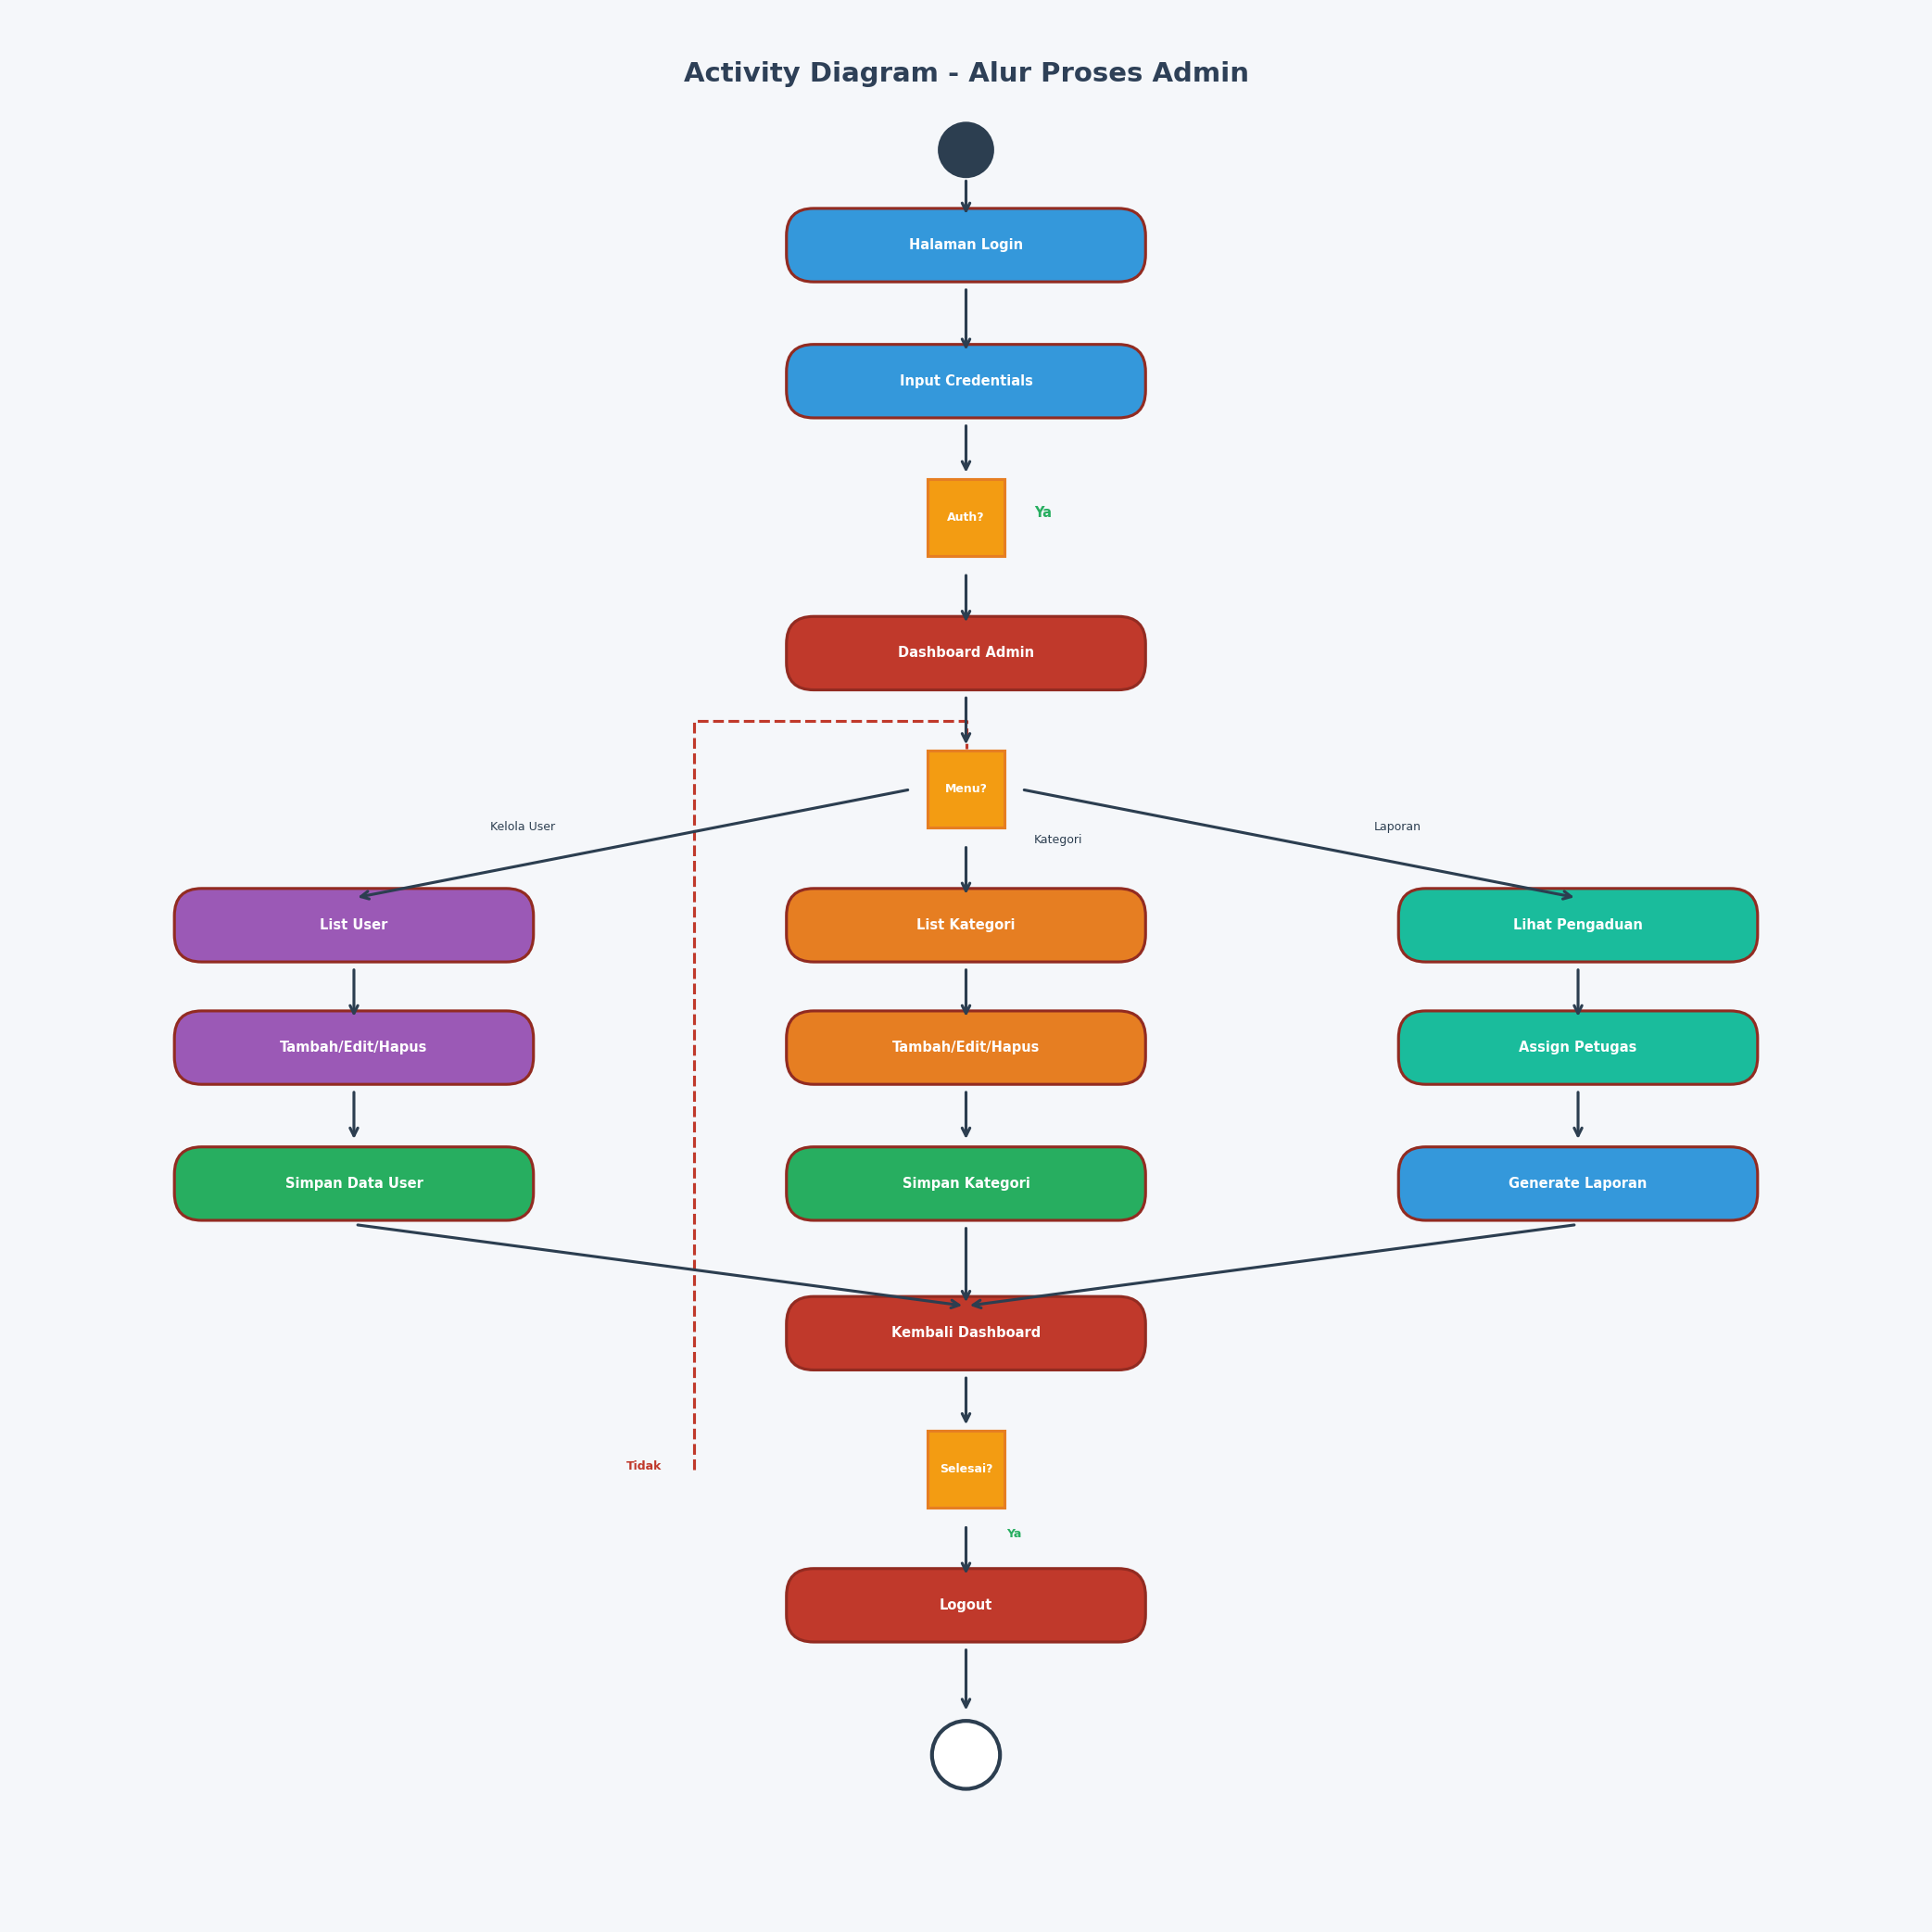 Activity Diagram - Alur Proses Admin
Halaman Login
Input Credentials
Auth?
Ya
Dashboard Admin
Menu?
Kelola User
Kategori
Laporan
List User
List Kategori
Lihat Pengaduan
Tambah/Edit/Hapus
Tambah/Edit/Hapus
Assign Petugas
Simpan Data User
Simpan Kategori
Generate Laporan
Kembali Dashboard
Tidak
Selesai?
Ya
Logout